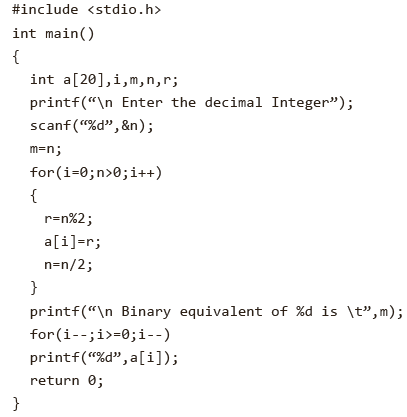 #include <stdio.h>
int main()
{
int a[20],i,m,n,r;
printf(“\n Enter the decimal Integer”);
scanf(“%d”,&n);
m=n;
for(i=0;n>0;i++)
{
r=n%2;
a[i]=r;
n=n/2;
}
printf(“\n Binary equivalent of %d is \t”,m);
for(i--;i>=0;i--)
printf(“%d”,a[i]);
return 0;
}